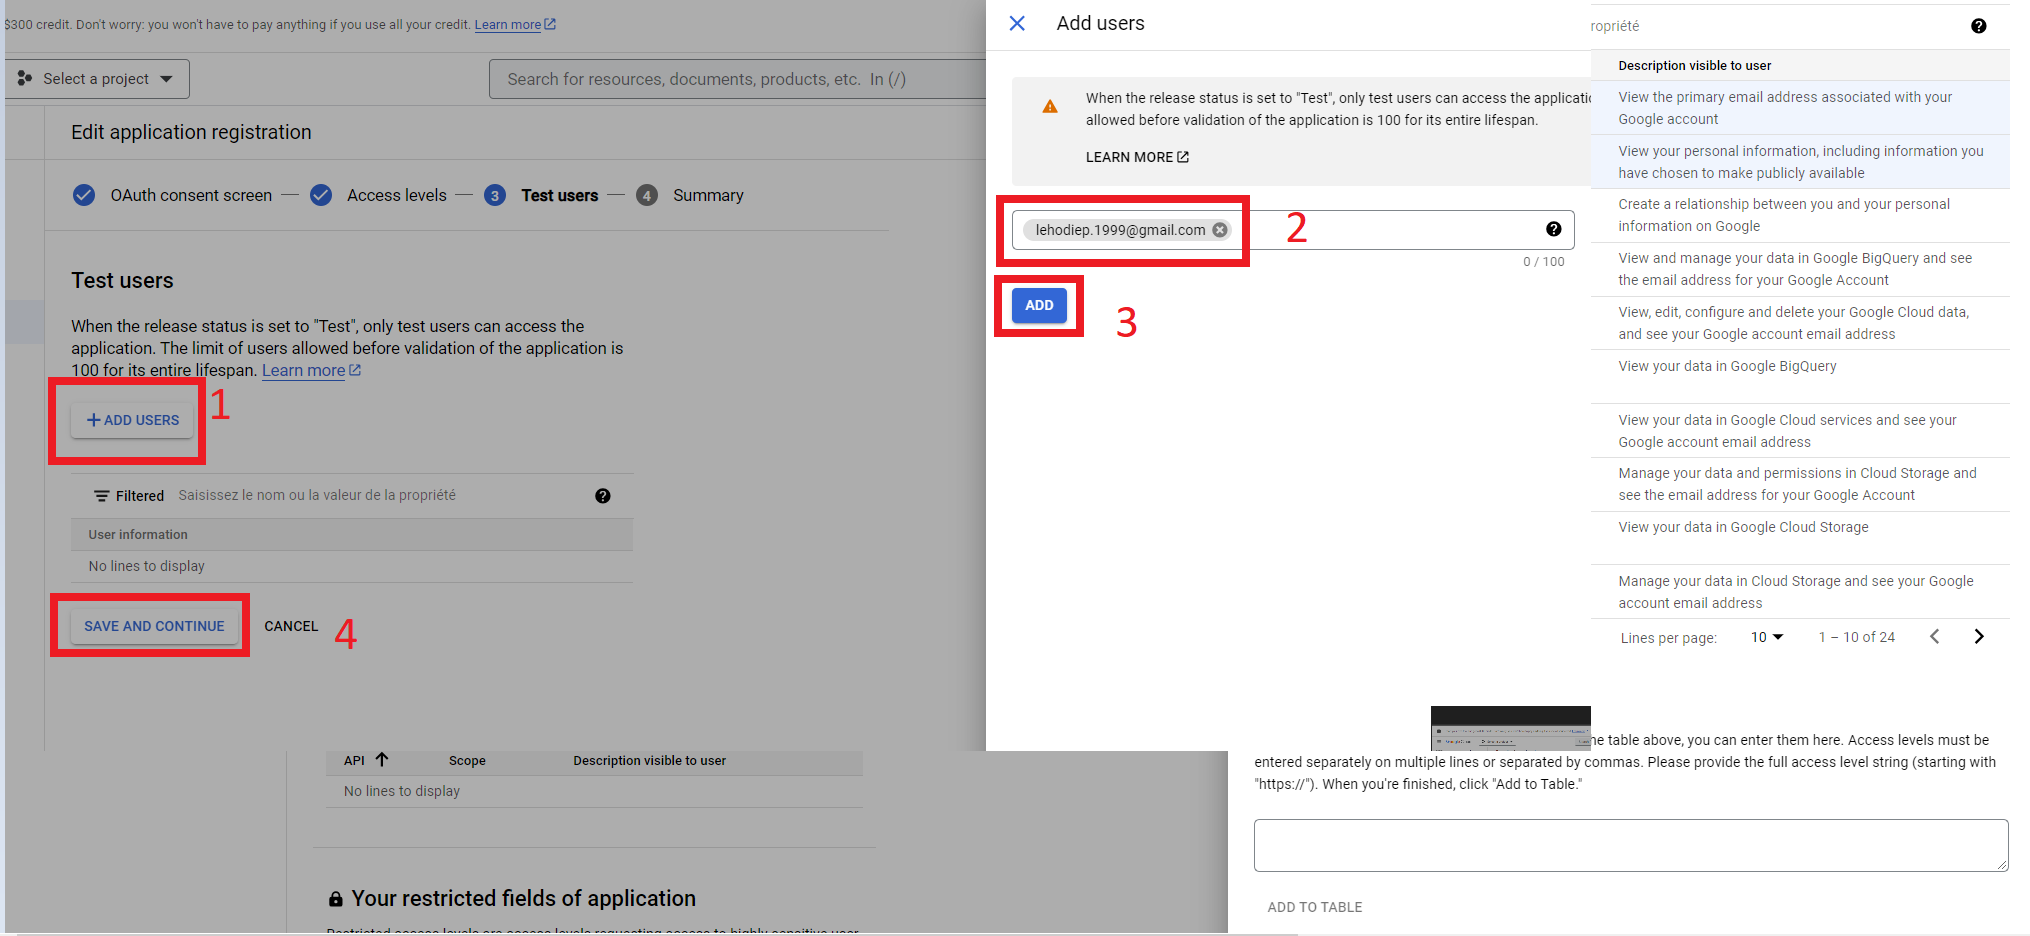 $300 credit. Don't worry: you won't have to pay anything if you use all your credit. Learn more
Select a project
Search for resources, documents, products, etc. In (/)
Edit application registration
OAuth consent screen
Access levels
3 Test users
4 Summary
Test users
When the release status is set to "Test", only test users can access the
application. The limit of users allowed before validation of the application is
100 for its entire lifespan. Learn more
ADD USERS
1
Filtered Saisissez le nom ou la valeur de la propriété
User information
No lines to display
SAVE AND CONTINUE
CANCEL
4
API Scope Description visible to user
No lines to display
Your restricted fields of application
Restricted access levels are access levels requesting access to highly sensitive user
Add users
When the release status is set to "Test", only test users can access the applicatio
allowed before validation of the application is 100 for its entire lifespan.
LEARN MORE
lehodiep.1999@gmail.com
2
0 / 100
ADD
3
ropriété
Description visible to user
View the primary email address associated with your
Google account
View your personal information, including information you
have chosen to make publicly available
Create a relationship between you and your personal
information on Google
View and manage your data in Google BigQuery and see
the email address for your Google Account
View, edit, configure and delete your Google Cloud data,
and see your Google account email address
View your data in Google BigQuery
View your data in Google Cloud services and see your
Google account email address
Manage your data and permissions in Cloud Storage and
see the email address for your Google Account
View your data in Google Cloud Storage
Manage your data in Cloud Storage and see your Google
account email address
Lines per page: 10 1 – 10 of 24
he table above, you can enter them here. Access levels must be
entered separately on multiple lines or separated by commas. Please provide the full access level string (starting with
"https://"). When you're finished, click "Add to Table."
ADD TO TABLE